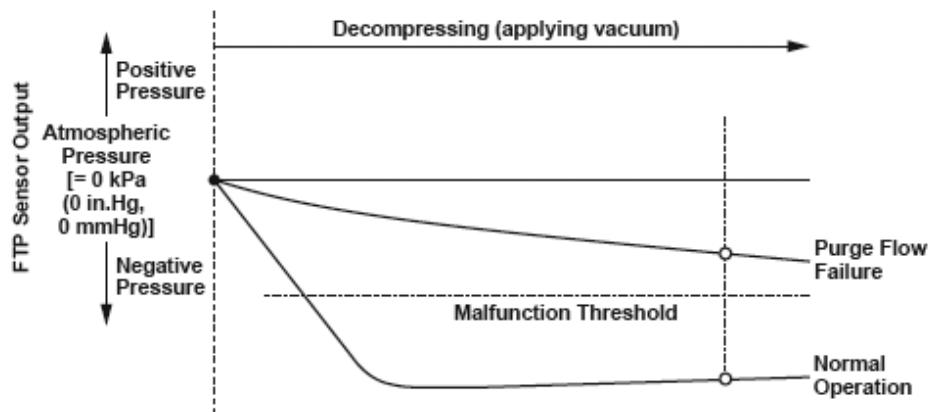 Decompressing (applying vacuum)
FTP Sensor Output
Positive
Pressure
Atmospheric
Pressure
[= 0 kPa
(0 in.Hg,
0 mmHg)]
Negative
Pressure
Purge Flow
Failure
Malfunction Threshold
Normal
Operation